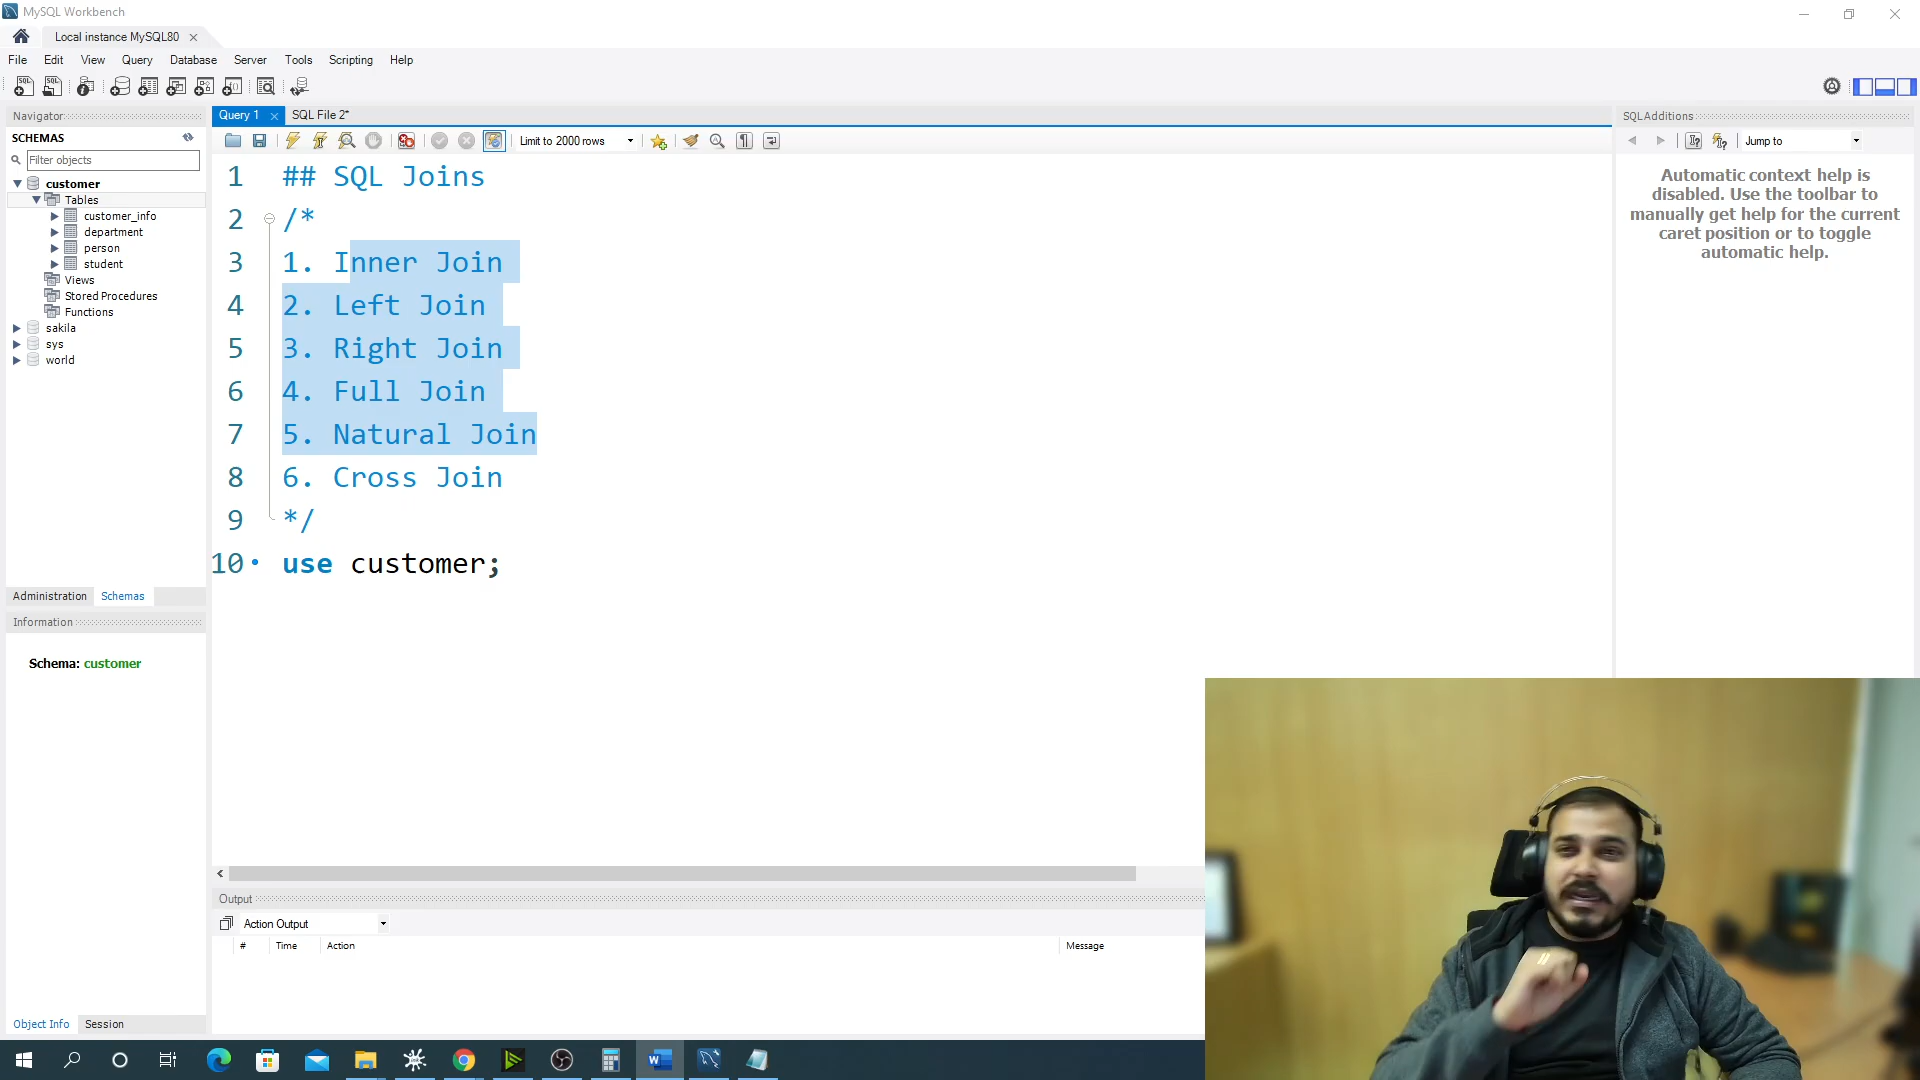 MySQL Workbench
Local instance MySQL80
File Edit View Query Database Server Tools Scripting Help
Navigator
SCHEMAS
Filter objects
customer
Tables
customer_info
department
person
student
Views
Stored Procedures
Functions
sakila
sys
world
Administration Schemas
Information
Schema: customer
Object Info Session
Query 1 SQL File 2*
Limit to 2000 rows
1 ## SQL Joins
2 /*
3 1. Inner Join
4 2. Left Join
5 3. Right Join
6 4. Full Join
7 5. Natural Join
8 6. Cross Join
9 */
10 use customer;
Output
Action Output
# Time Action Message
SQLAdditions
Jump to
Automatic context help is
disabled. Use the toolbar to
manually get help for the current
caret position or to toggle
automatic help.